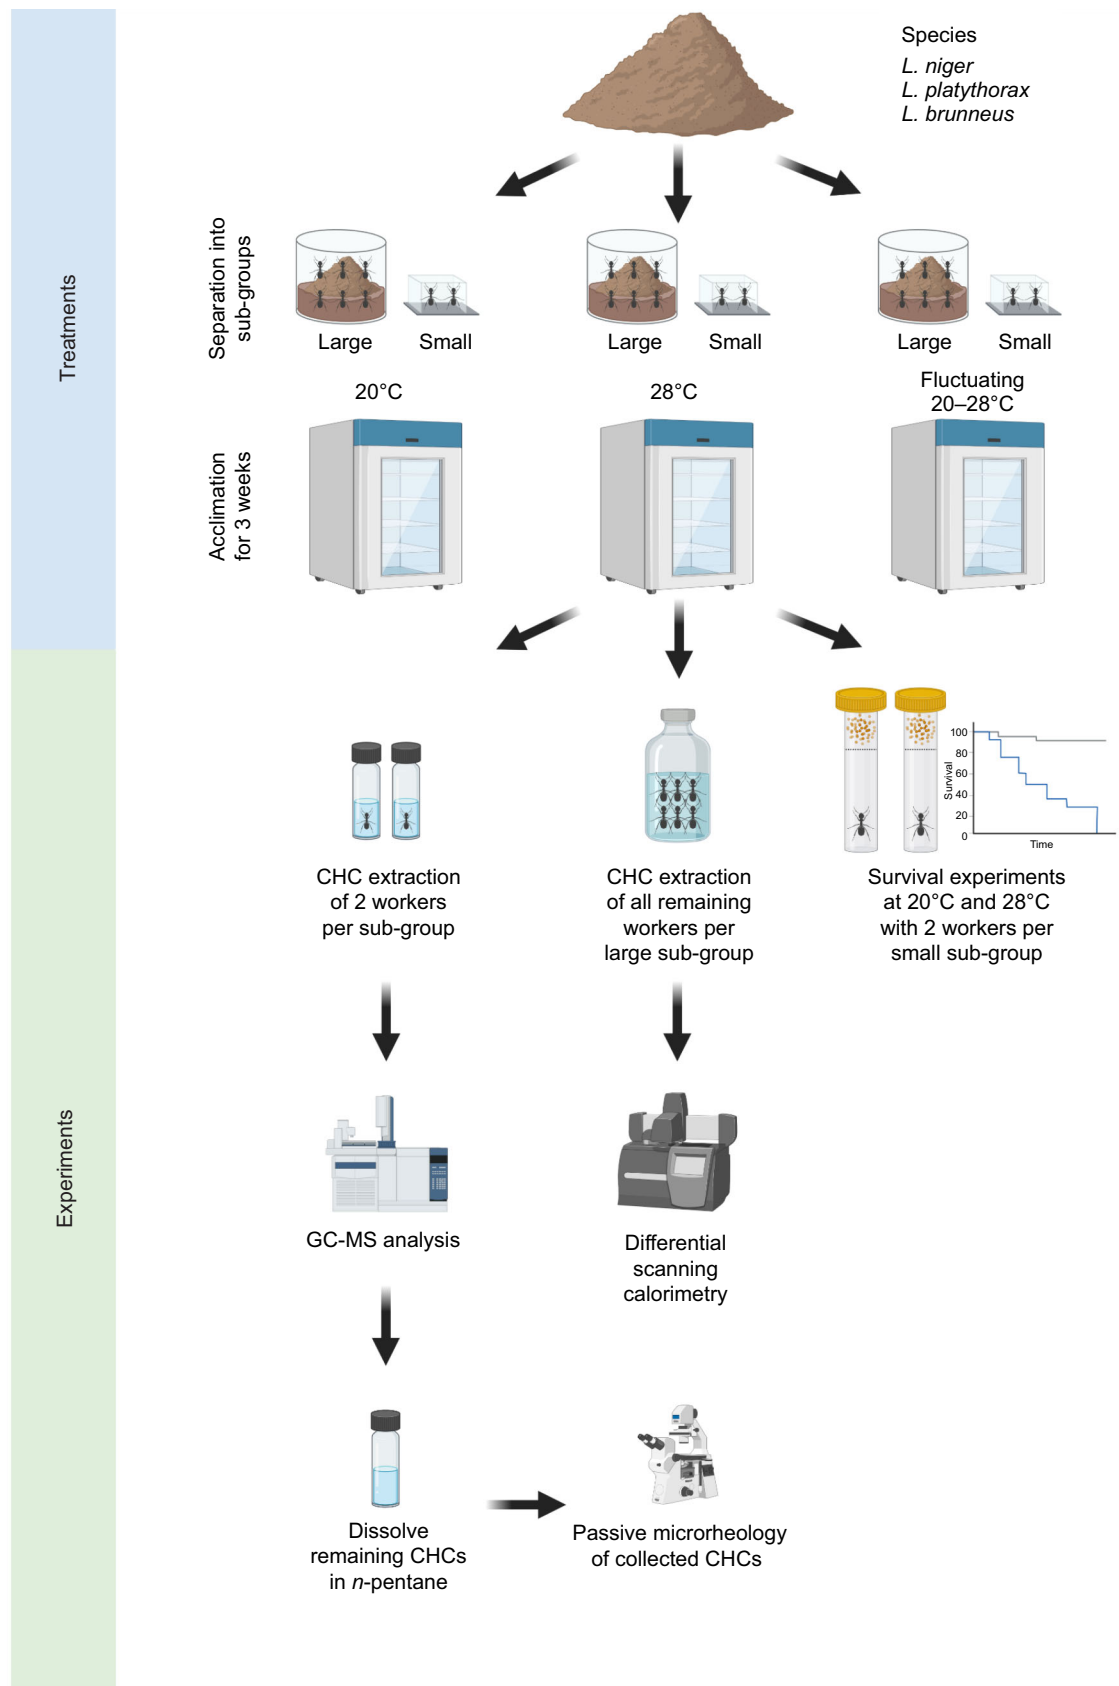 Species
L. niger
L. platythorax
L. brunneus
Treatments
Separation into
sub-groups
Large
Small
Large
Small
Large
Small
20°C
28°C
Fluctuating
20–28°C
Acclimation
for 3 weeks
Experiments
100
80
60
40
20
0
Survival
Time
CHC extraction
of 2 workers
per sub-group
CHC extraction
of all remaining
workers per
large sub-group
Survival experiments
at 20°C and 28°C
with 2 workers per
small sub-group
GC-MS analysis
Differential
scanning
calorimetry
Dissolve
remaining CHCs
in n-pentane
Passive microrheology
of collected CHCs